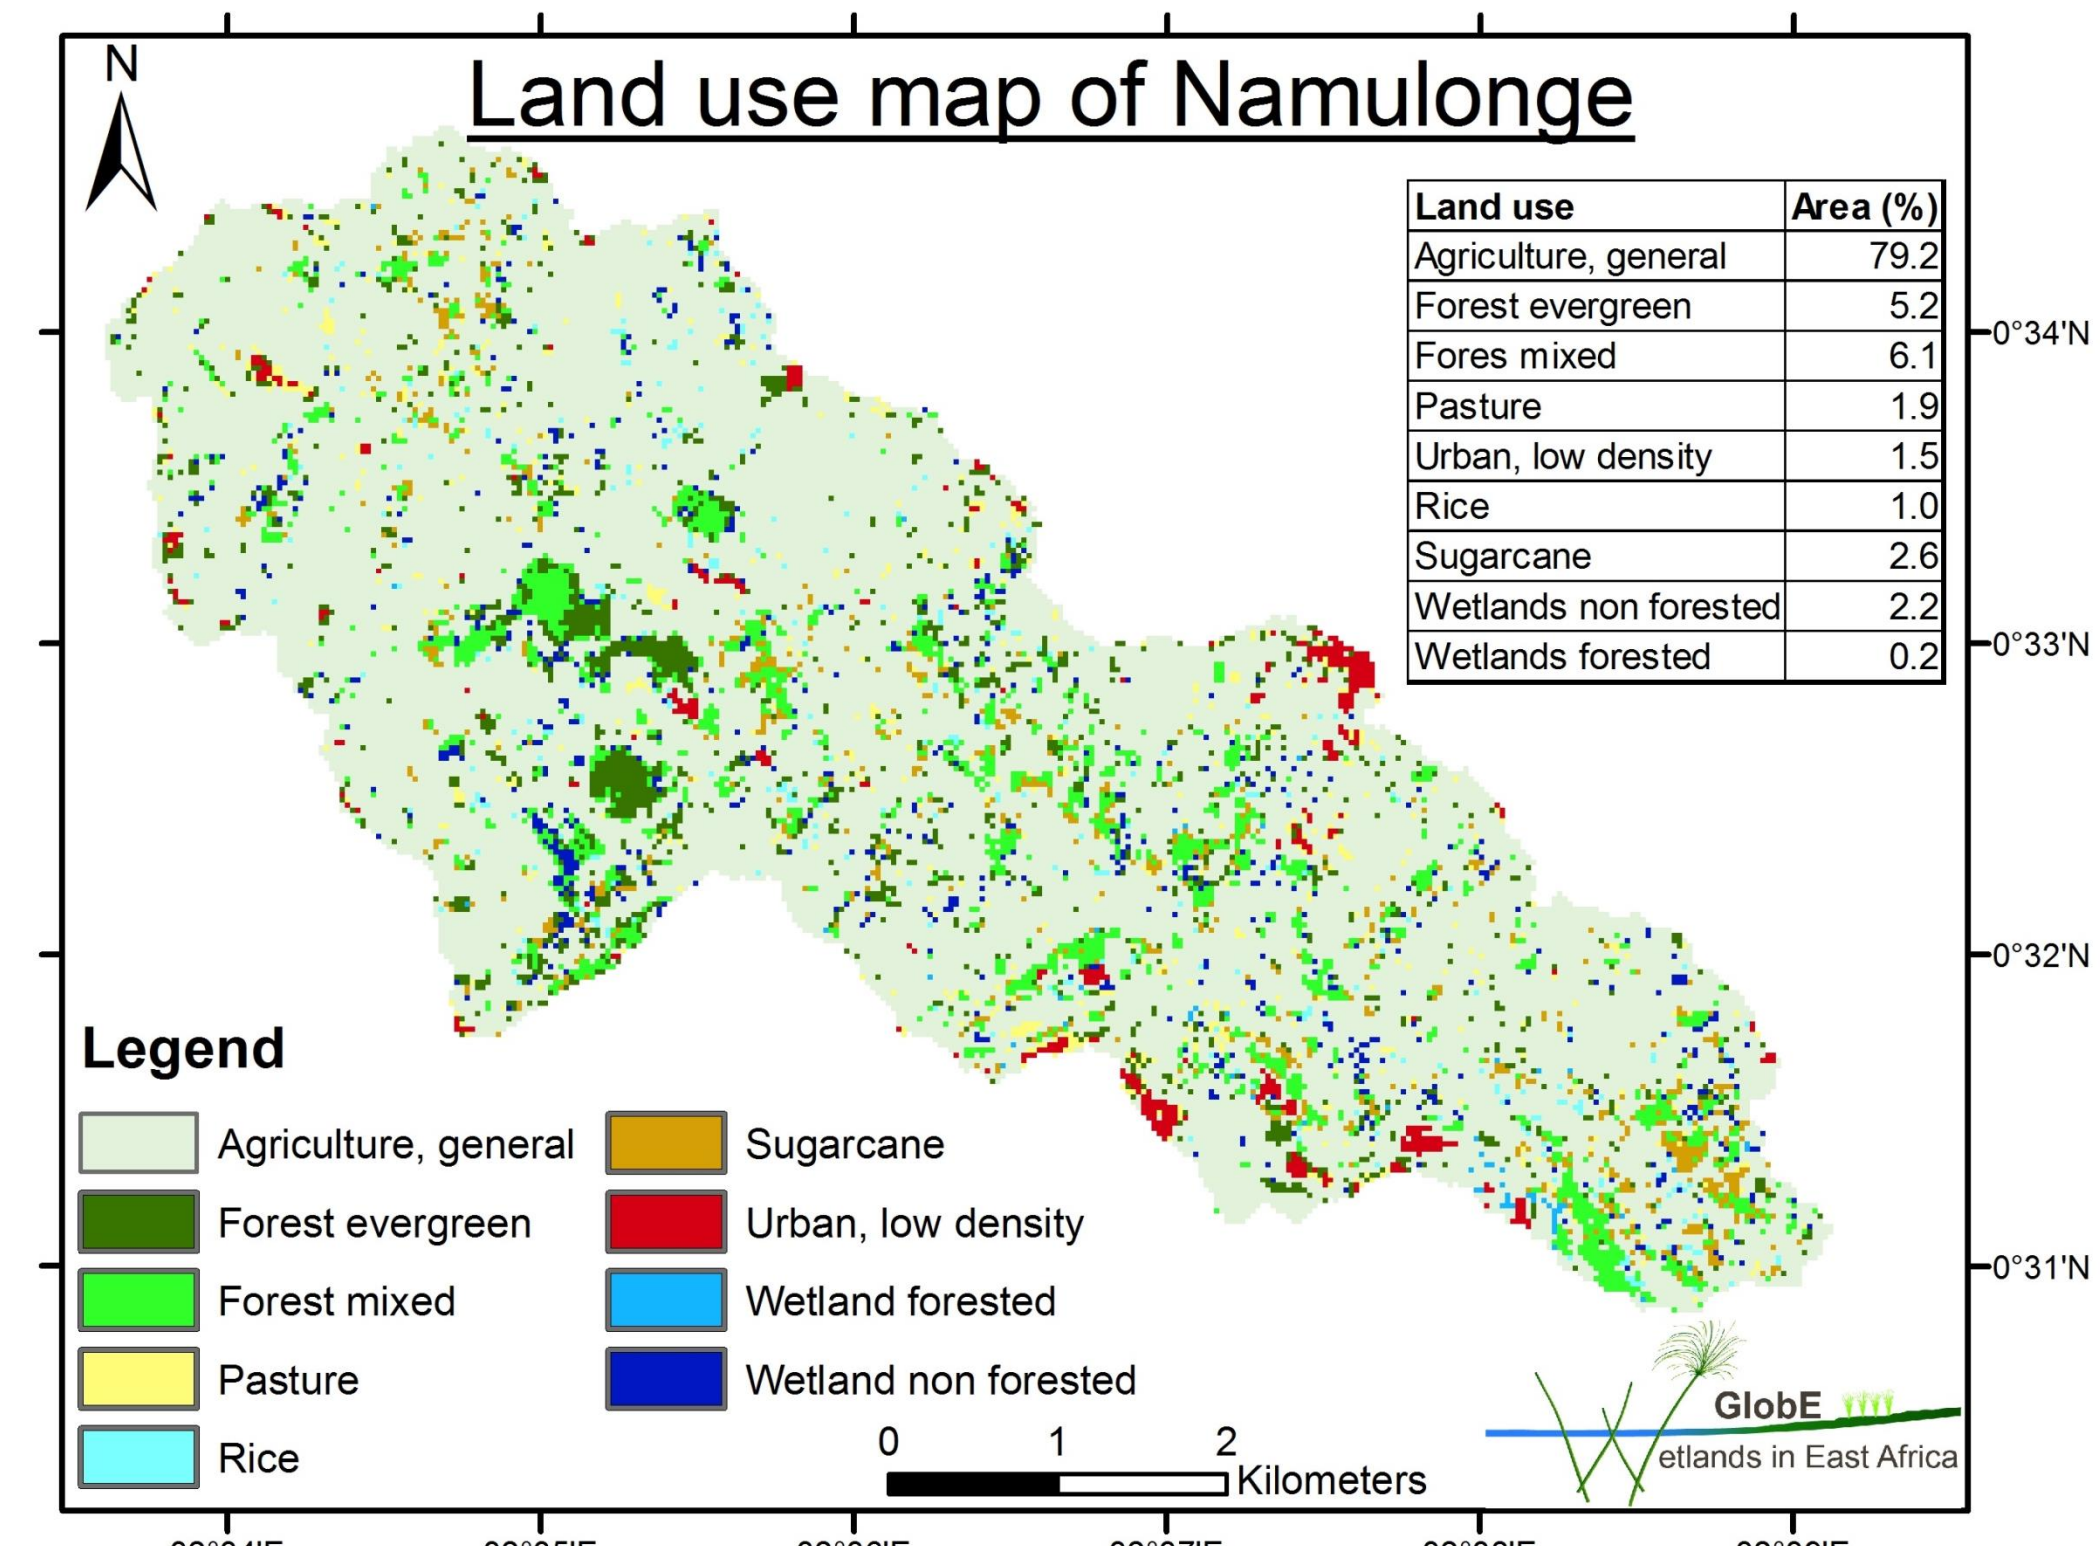 N
Land use map of Namulonge
Land use Area (%)
Agriculture, general 79.2
Forest evergreen 5.2
Fores mixed 6.1
Pasture 1.9
Urban, low density 1.5
Rice 1.0
Sugarcane 2.6
Wetlands non forested 2.2
Wetlands forested 0.2
0°34'N
0°33'N
0°32'N
0°31'N
Legend
Agriculture, general
Forest evergreen
Forest mixed
Pasture
Rice
Sugarcane
Urban, low density
Wetland forested
Wetland non forested
0 1 2
Kilometers
GlobE
etlands in East Africa